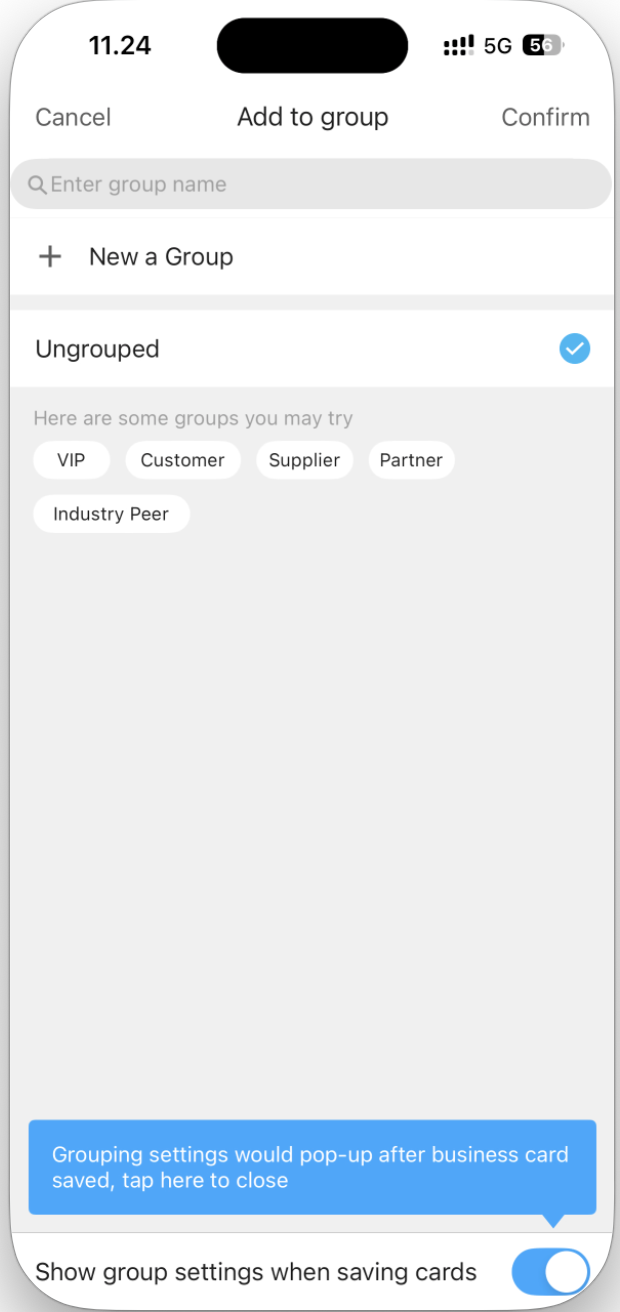 11.24 5G 56
Cancel Add to group Confirm
Enter group name
New a Group
Ungrouped
Here are some groups you may try
VIP Customer Supplier Partner
Industry Peer
Grouping settings would pop-up after business card
saved, tap here to close
Show group settings when saving cards